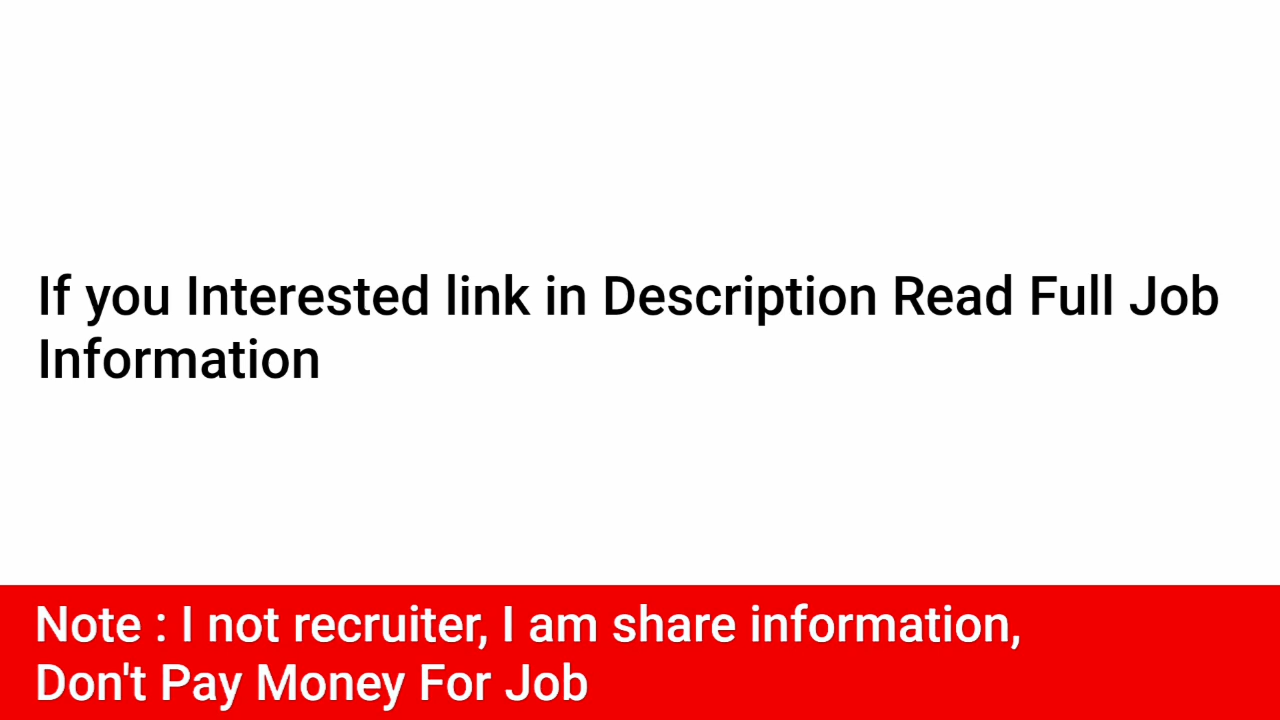 If you Interested link in Description Read Full Job
Information
Note : I not recruiter, I am share information,
Don't Pay Money For Job